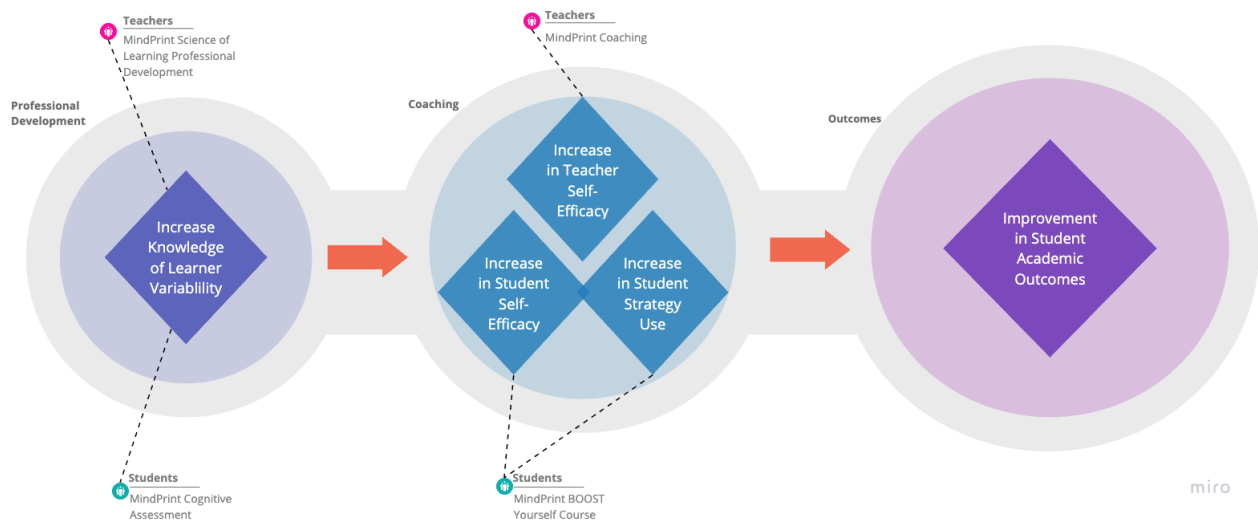 Teachers
MindPrint Science of
Learning Professional
Development
Professional
Development
Increase
Knowledge
of Learner
Variablility
Students
MindPrint Cognitive
Assessment
Teachers
MindPrint Coaching
Coaching
Increase
in Teacher
Self-
Efficacy
Increase
in Student
Self-
Efficacy
Increase
in Student
Strategy
Use
Students
MindPrint BOOST
Yourself Course
Outcomes
Improvement
in Student
Academic
Outcomes
miro